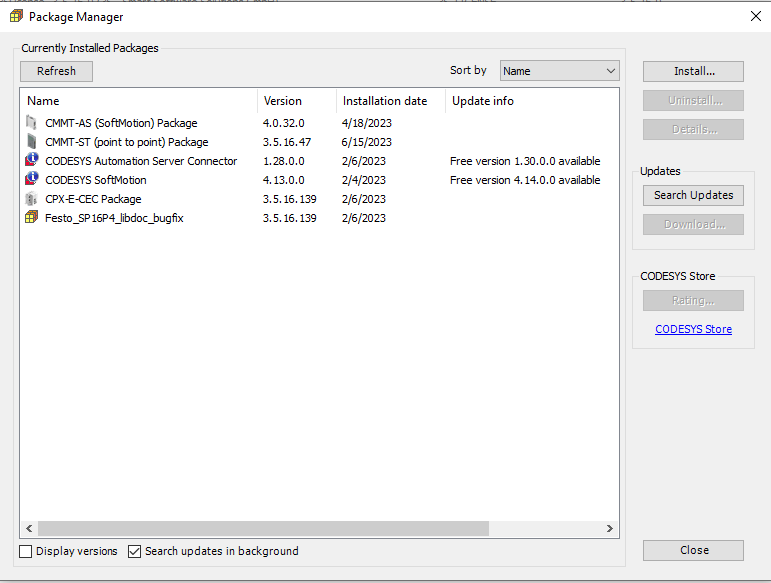 Package Manager
Currently Installed Packages
Refresh
Sort by Name
Name Version Installation date Update info
CMMT-AS (SoftMotion) Package 4.0.32.0 4/18/2023
CMMT-ST (point to point) Package 3.5.16.47 6/15/2023
CODESYS Automation Server Connector 1.28.0.0 2/6/2023 Free version 1.30.0.0 available
CODESYS SoftMotion 4.13.0.0 2/4/2023 Free version 4.14.0.0 available
CPX-E-CEC Package 3.5.16.139 2/6/2023
Festo_SP16P4_libdoc_bugfix 3.5.16.139 2/6/2023
Display versions Search updates in background
Install...
Uninstall...
Details...
Updates
Search Updates
Download...
CODESYS Store
Rating...
CODESYS Store
Close